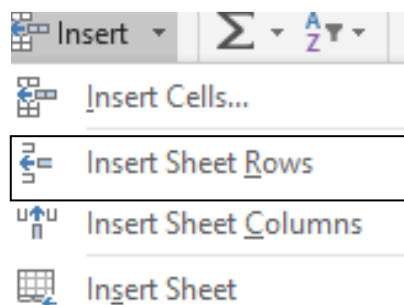 Insert
Insert Cells...
Insert Sheet Rows
Insert Sheet Columns
Insert Sheet